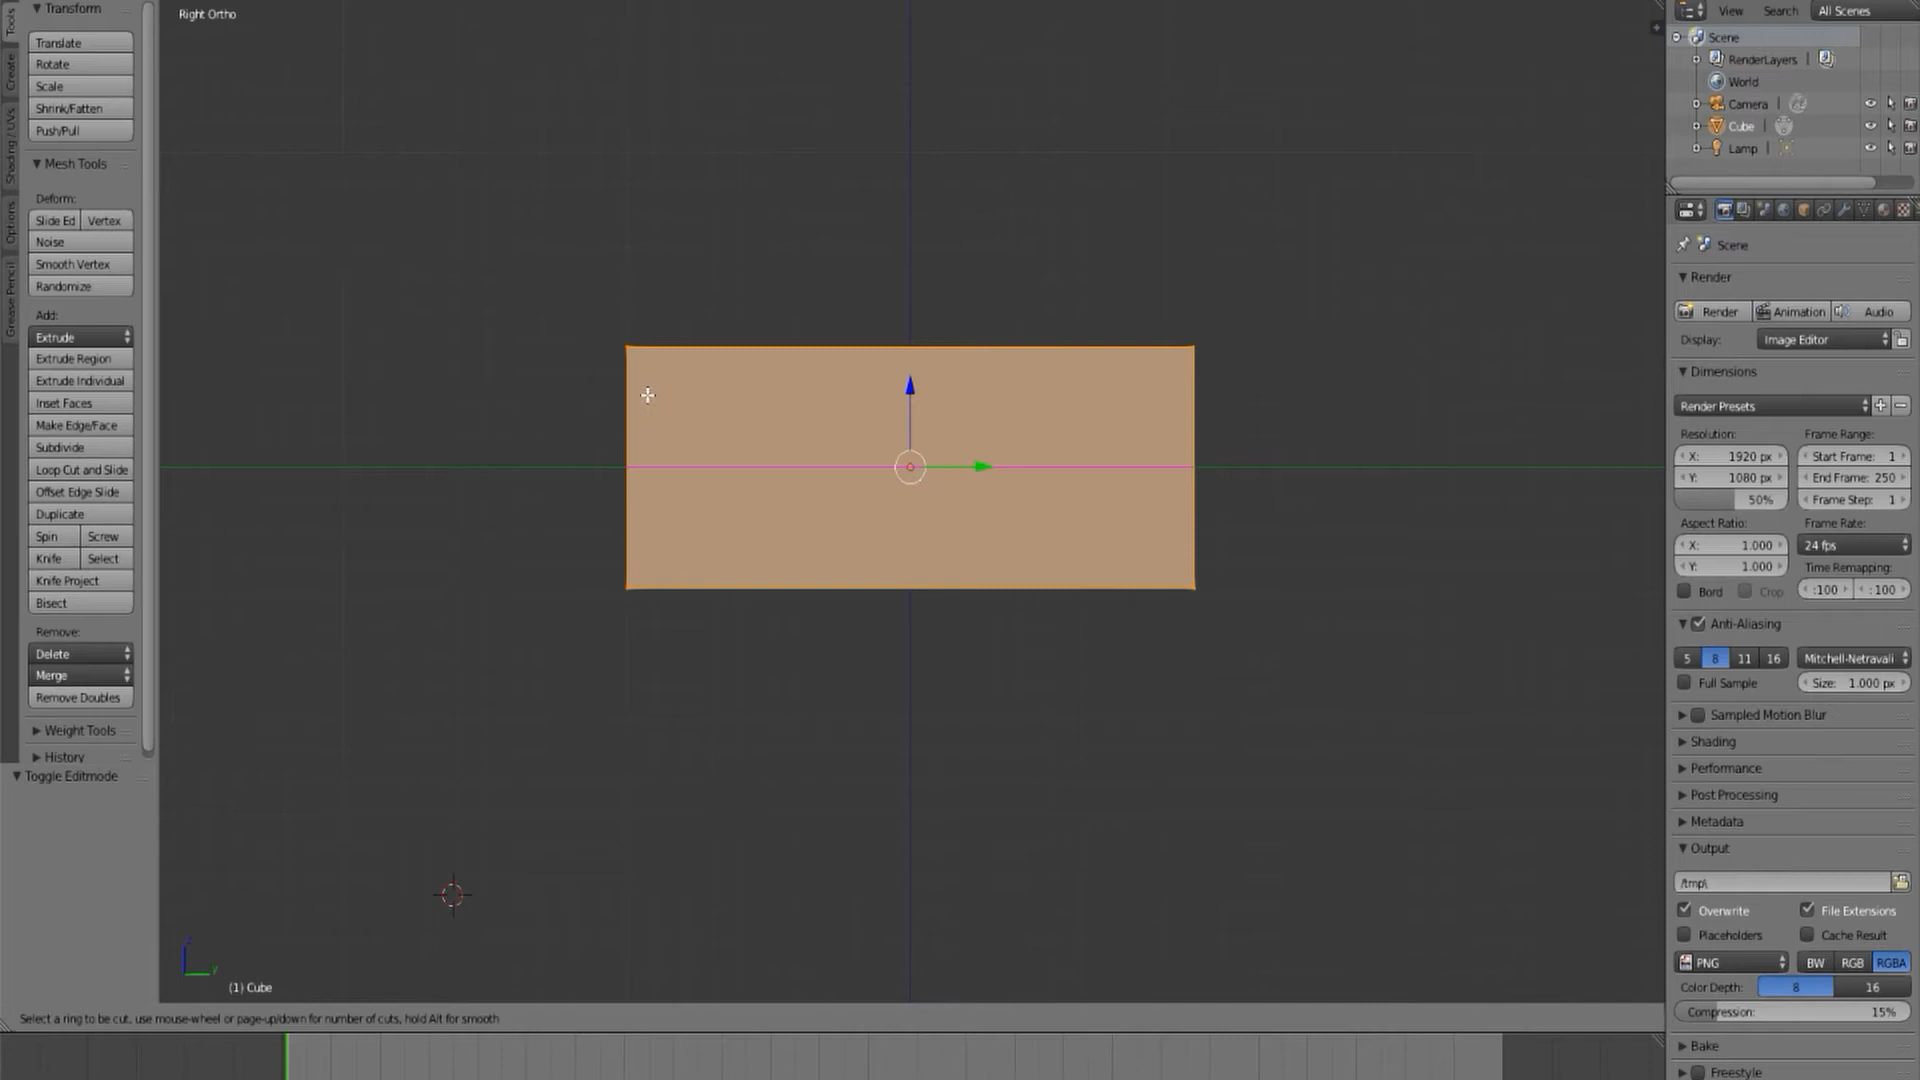 Tools
Create
Shading / UVs
Options
Grease Pencil
Transform
Translate
Rotate
Scale
Shrink/Fatten
Push/Pull
Mesh Tools
Deform:
Slide Ed Vertex
Noise
Smooth Vertex
Randomize
Add:
Extrude
Extrude Region
Extrude Individual
Inset Faces
Make Edge/Face
Subdivide
Loop Cut and Slide
Offset Edge Slide
Duplicate
Spin Screw
Knife Select
Knife Project
Bisect
Remove:
Delete
Merge
Remove Doubles
Weight Tools
History
Toggle Editmode
Right Ortho
z
y
(1) Cube
Select a ring to be cut, use mouse-wheel or page-up/down for number of cuts, hold Alt for smooth
View Search All Scenes
Scene
RenderLayers |
World
Camera |
Cube |
Lamp |
Scene
Render
Render Animation Audio
Display: Image Editor
Dimensions
Render Presets
Resolution: Frame Range:
X: 1920 px Start Frame: 1
Y: 1080 px End Frame: 250
50% Frame Step: 1
Aspect Ratio: Frame Rate:
X: 1.000 24 fps
Y: 1.000 Time Remapping:
Bord Crop :100 :100
Anti-Aliasing
5 8 11 16 Mitchell-Netravali
Full Sample Size: 1.000 px
Sampled Motion Blur
Shading
Performance
Post Processing
Metadata
Output
/tmp\
Overwrite File Extensions
Placeholders Cache Result
PNG BW RGB RGBA
Color Depth: 8 16
Compression: 15%
Bake
Freestyle